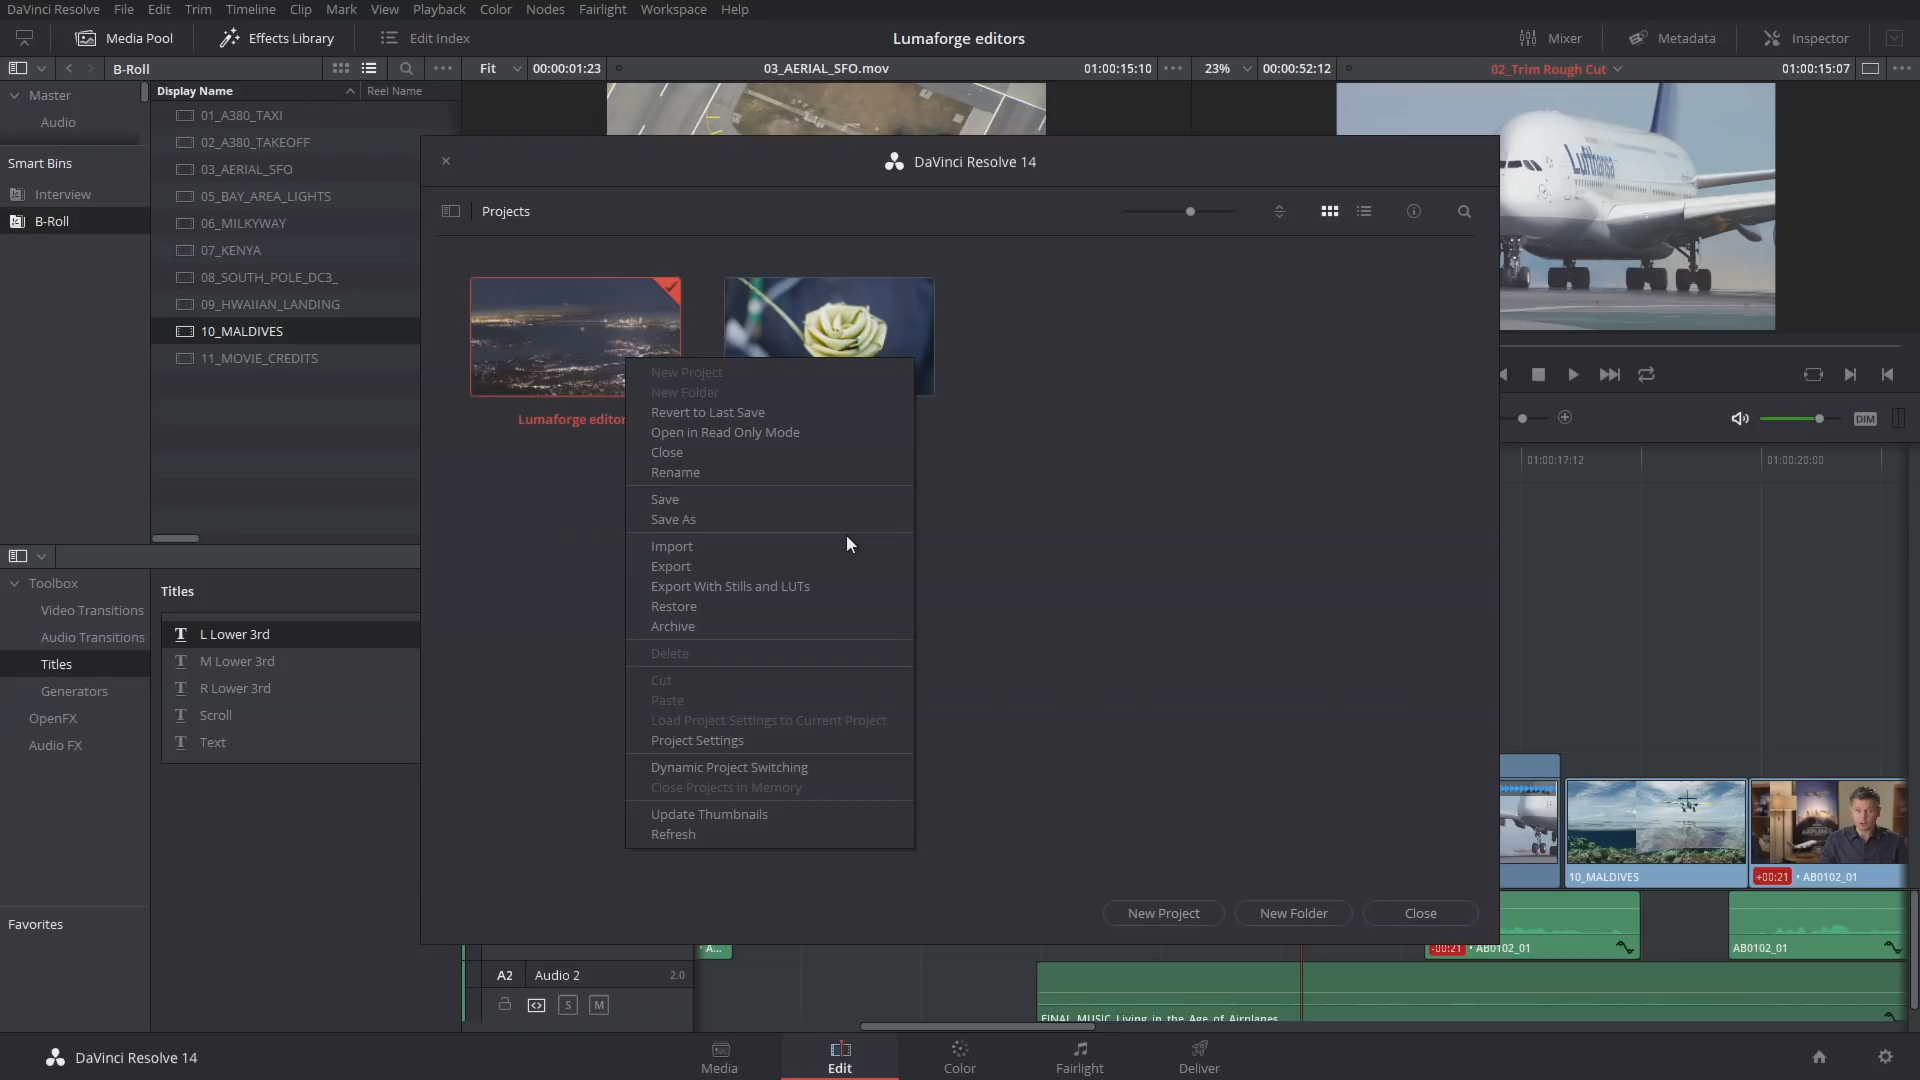 DaVinci Resolve File Edit Trim Timeline Clip Mark View Playback Color Nodes Fairlight Workspace Help
Media Pool Effects Library Edit Index Lumaforge editors Mixer Metadata Inspector
B-Roll Fit 00:00:01:23 03_AERIAL_SFO.mov 01:00:15:10 23% 00:00:52:12 02_Trim Rough Cut 01:00:15:07
Master
Audio
Smart Bins
Interview
B-Roll
Display Name Reel Name
01_A380_TAXI
02_A380_TAKEOFF
03_AERIAL_SFO
05_BAY_AREA_LIGHTS
06_MILKYWAY
07_KENYA
08_SOUTH_POLE_DC3_
09_HWAIIAN_LANDING
10_MALDIVES
11_MOVIE_CREDITS
Lufthansa
DaVinci Resolve 14
Projects
Lumaforge editor
New Project
New Folder
Revert to Last Save
Open in Read Only Mode
Close
Rename
Save
Save As
Import
Export
Export With Stills and LUTs
Restore
Archive
Delete
Cut
Paste
Load Project Settings to Current Project
Project Settings
Dynamic Project Switching
Close Projects in Memory
Update Thumbnails
Refresh
New Project New Folder Close
DIM
01:00:17:12 01:00:20:00
Toolbox
Video Transitions
Audio Transitions
Titles
Generators
OpenFX
Audio FX
Favorites
Titles
L Lower 3rd
M Lower 3rd
R Lower 3rd
Scroll
Text
10_MALDIVES +00:21 • AB0102_01
• A... -00:21 • AB0102_01 AB0102_01
A2 Audio 2 2.0
S M
FINAL_MUSIC_Living_in_the_Age_of_Airplanes
DaVinci Resolve 14 Media Edit Color Fairlight Deliver